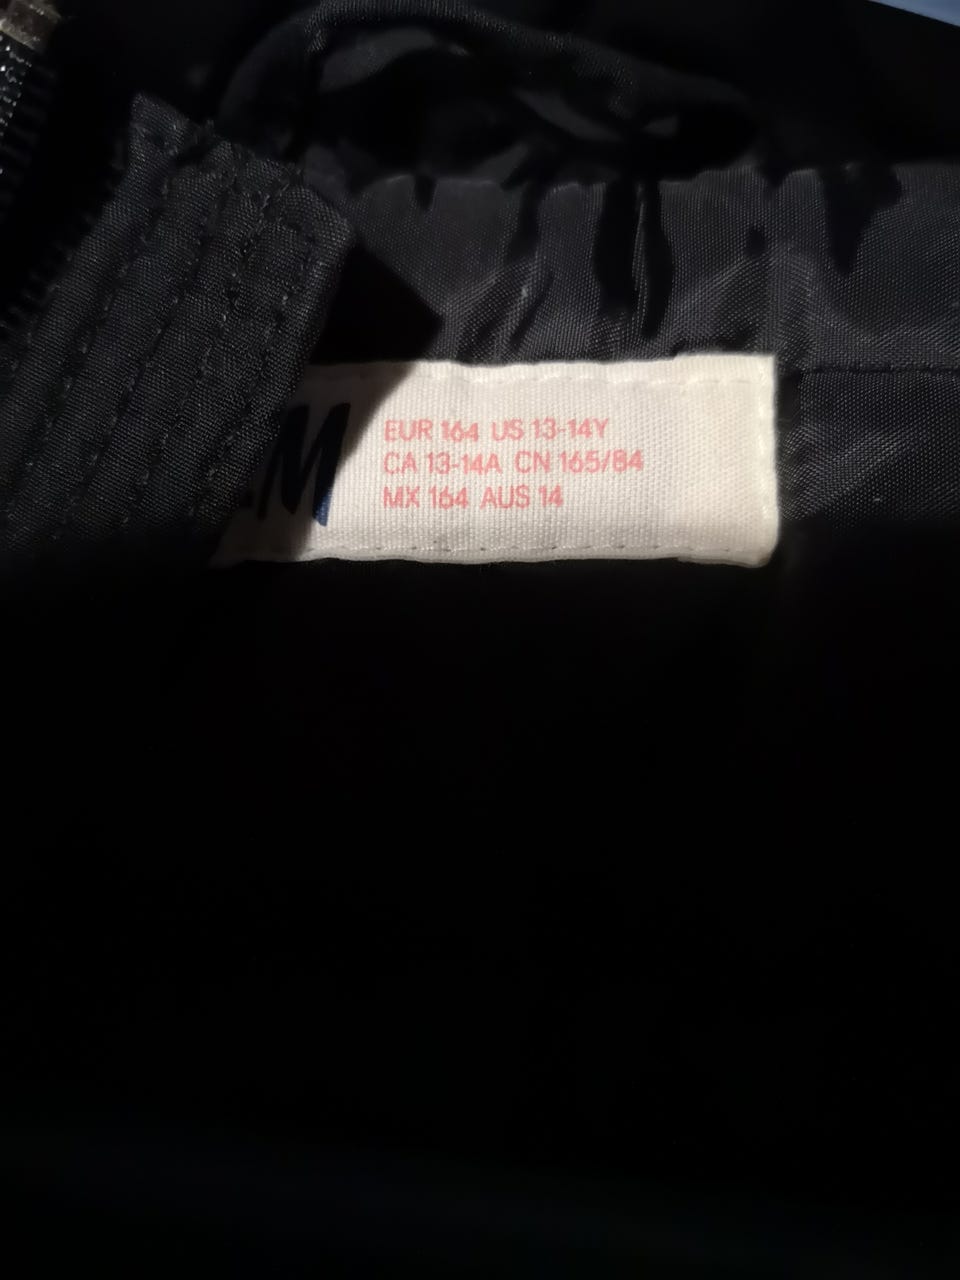 M
EUR 164 US 13-14Y
CA 13-14A CN 165/84
MX 164 AUS 14